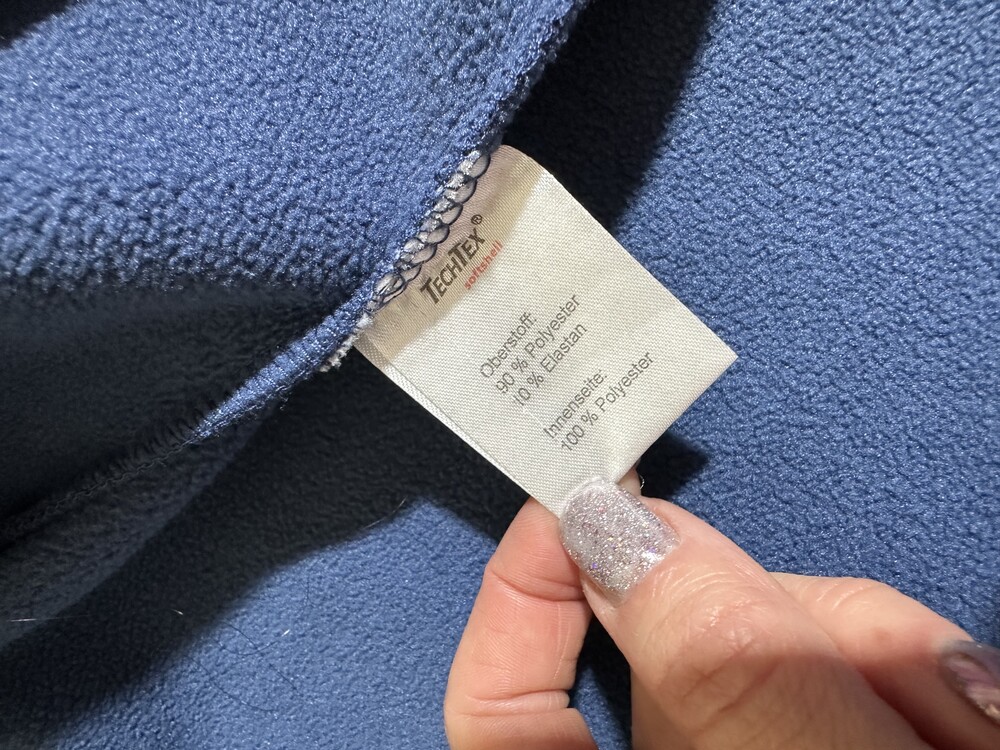 TECHTEX®
softshell
Oberstoff:
90 % Polyester
10 % Elastan
Innenseite:
100 % Polyester